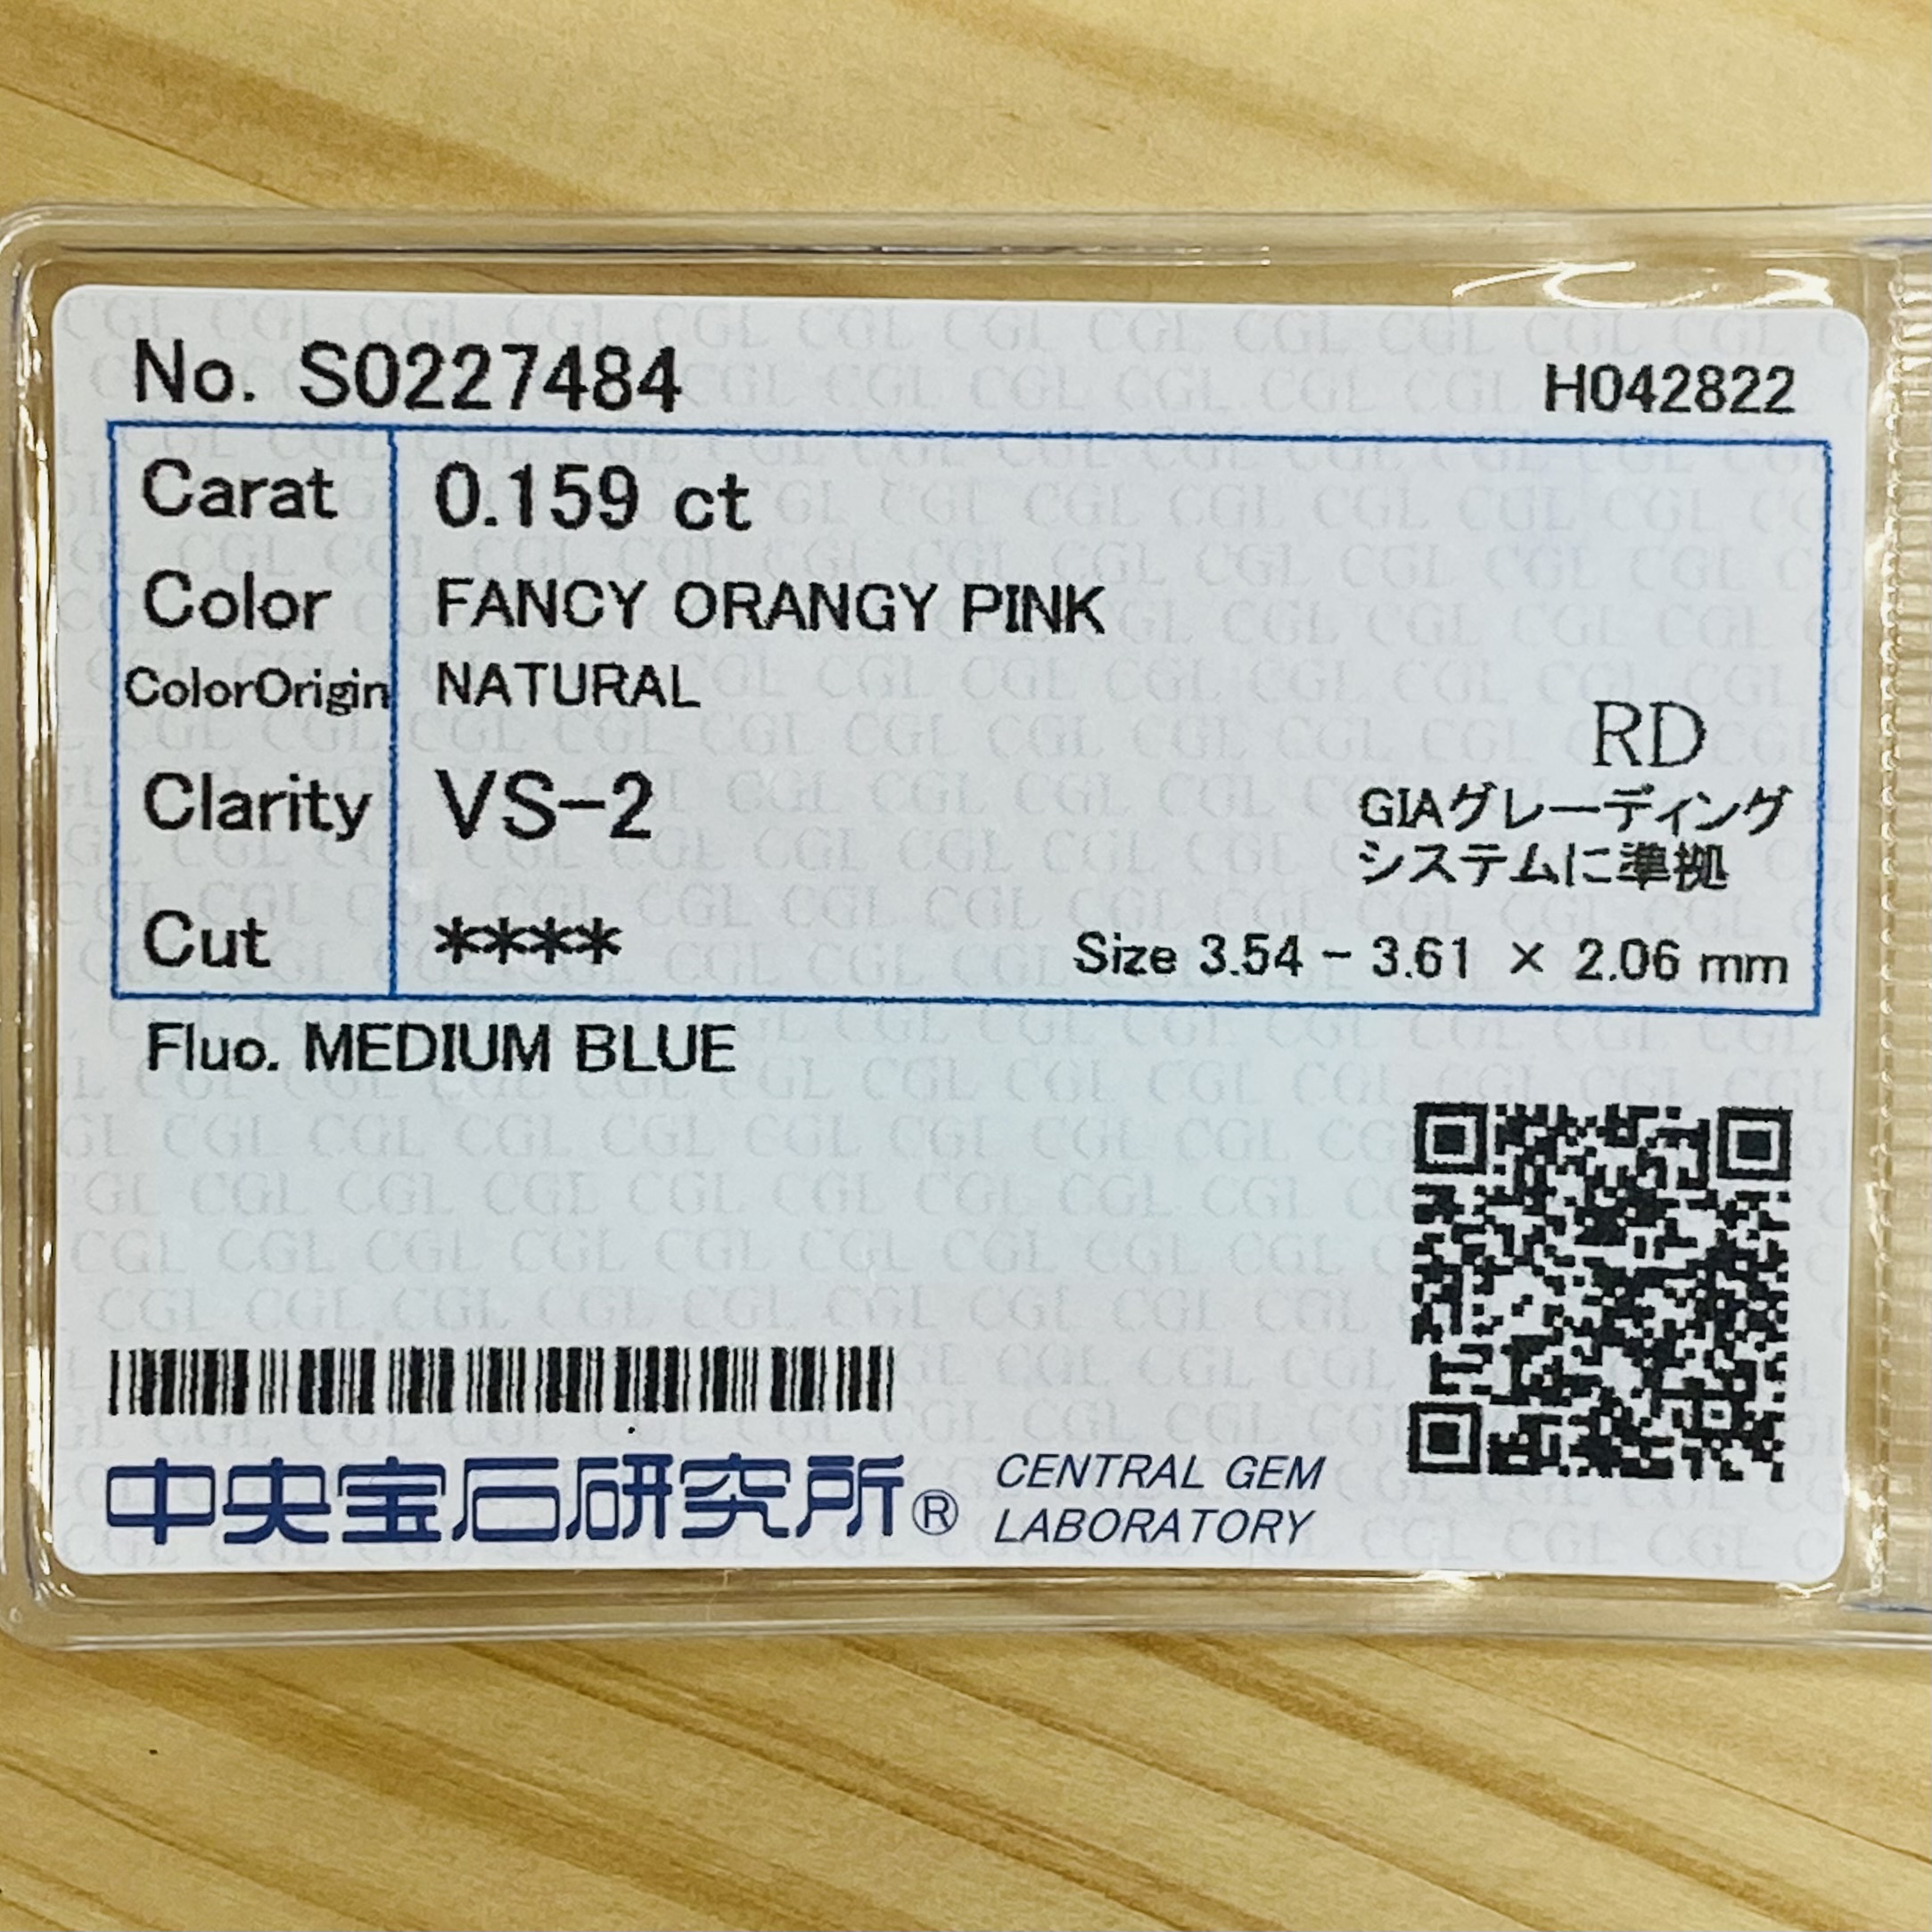 No. S0227484
H042822
Carat 0.159 ct
Color FANCY ORANGY PINK
ColorOrigin NATURAL
RD
Clarity VS-2
GIAグレーディング
システムに準拠
Cut ****
Size 3.54 - 3.61 × 2.06 mm
Fluo. MEDIUM BLUE
中央宝石研究所®
CENTRAL GEM
LABORATORY